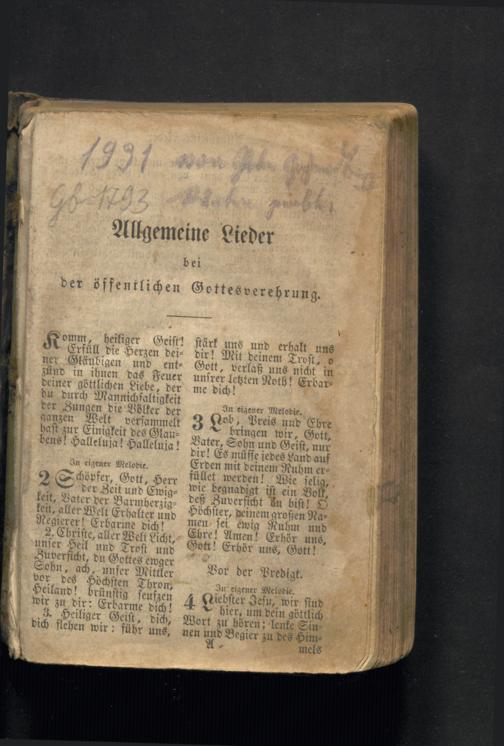 1931 von
Gb 1793
Allgemeine Lieder
bei
der öffentlichen Gottesverehrung.
Komm, heiliger Geist!
Erfüll die Herzen dei-
ner Gläubigen und ent-
zünd in ihnen das Feuer
deiner göttlichen Liebe, der
du durch Mannichfaltigkeit
der Zungen die Völker der
ganzen Welt versammelt
hast zur Einigkeit des Glau-
bens! Halleluja! Halleluja!
In eigener Melodie.
2 Schöpfer, Gott, Herr
der Zeit und Ewig-
keit, Vater der Barmherzig-
keit, aller Welt Erhalter und
Regierer! Erbarme dich!
2. Christe, aller Welt Licht,
unser Heil und Trost und
Zuversicht, du Gottes ewger
Sohn, ach, unser Mittler
vor des Höchsten Thron,
Heiland! brünstig seufzen
wir zu dir: Erbarme dich!
3. Heiliger Geist, dich,
dich flehen wir: führ uns,
stärk uns und erhalt uns
dir! Mit deinem Trost, o
Gott, verlaß uns nicht in
unsrer letzten Noth! Erbar-
me dich!
In eigener Melodie.
3 Lob, Preis und Ehre
bringen wir, Gott,
Vater, Sohn und Geist, nur
dir! Es müsse jedes Land auf
Erden mit deinem Ruhm er-
füllet werden! Wie selig,
wie begnadigt ist ein Volk,
deß Zuversicht du bist! O
Höchster, deinem großen Na-
men sei ewig Ruhm und
Ehre! Amen! Erhör uns,
Gott! Erhör uns, Gott!
Vor der Predigt.
In eigener Melodie.
4 Liebster Jesu, wir sind
hier, um dein göttlich
Wort zu hören; lenke Sin-
nen und Begier zu des Him-
A
mels